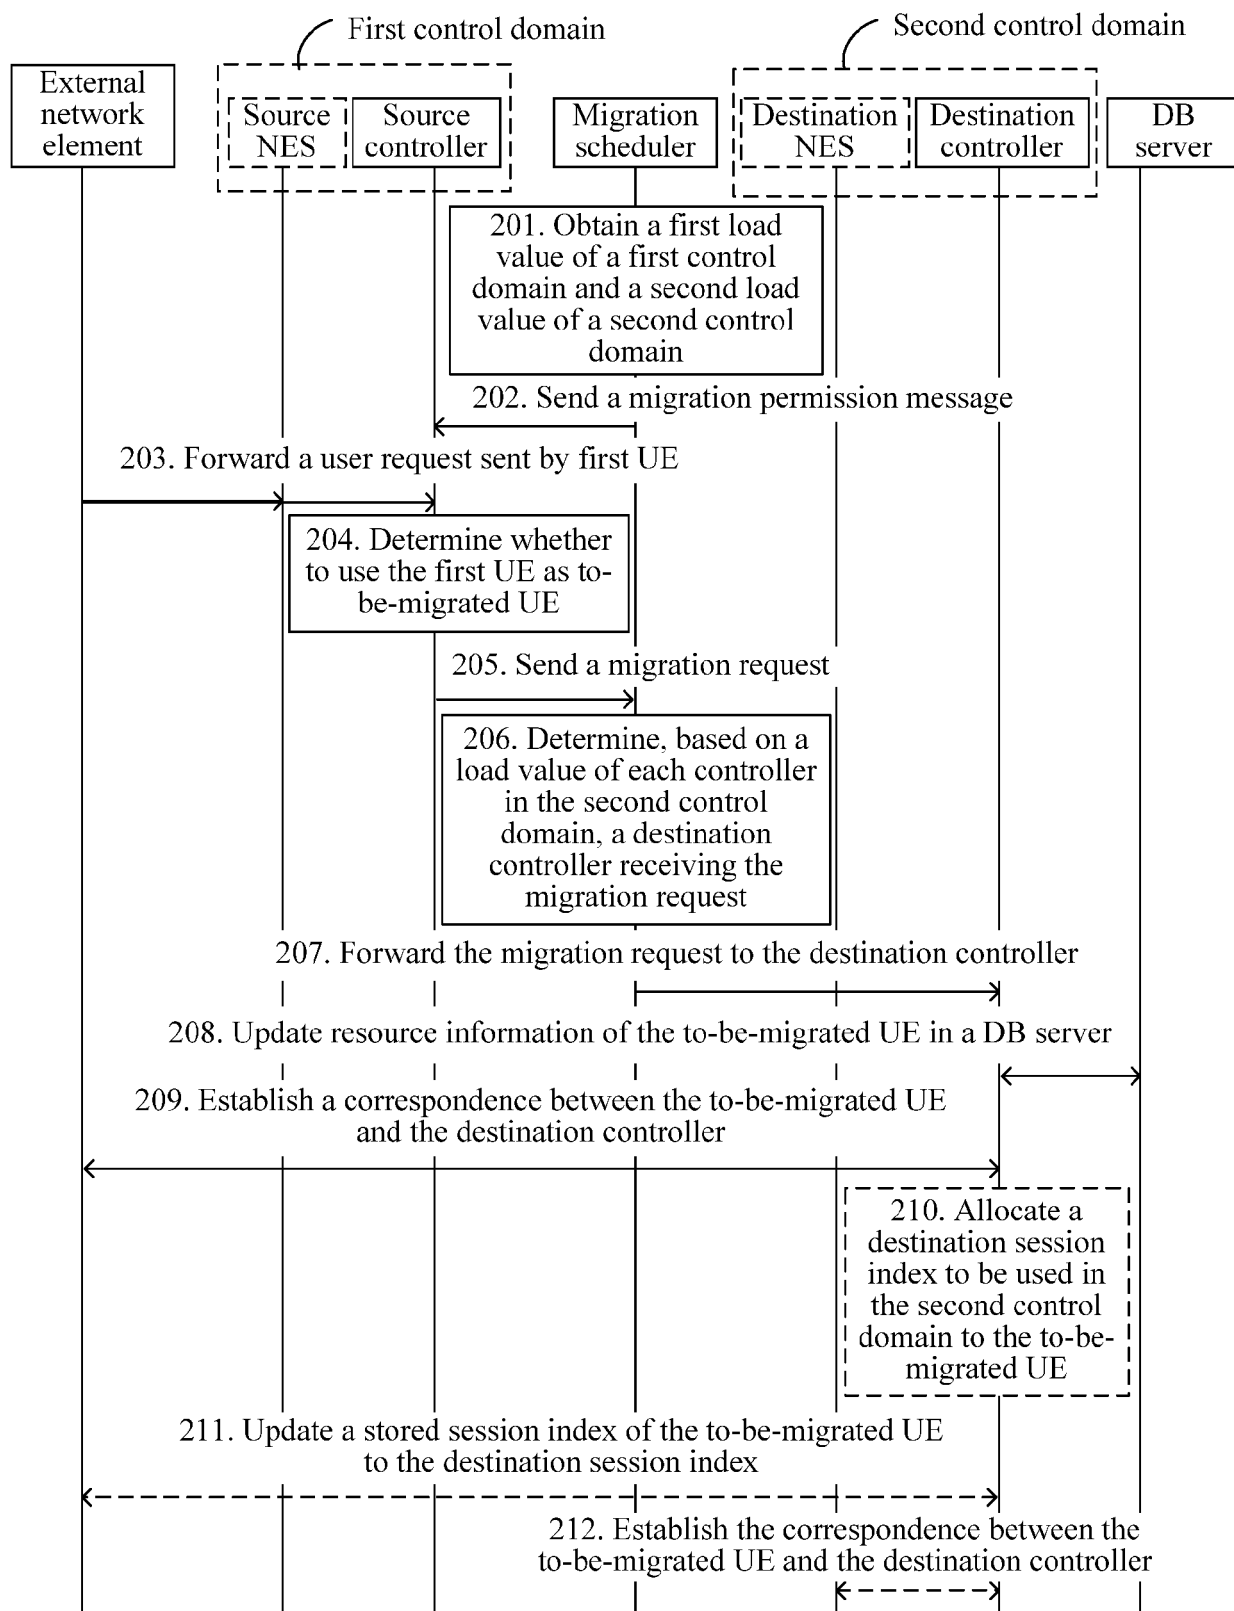 First control domain
Second control domain
External
network
element
Source
NES
Source
controller
Migration
scheduler
Destination
NES
Destination
controller
DB
server
201. Obtain a first load
value of a first control
domain and a second load
value of a second control
domain
202. Send a migration permission message
203. Forward a user request sent by first UE
204. Determine whether
to use the first UE as to-
be-migrated UE
205. Send a migration request
206. Determine, based on a
load value of each controller
in the second control
domain, a destination
controller receiving the
migration request
207. Forward the migration request to the destination controller
208. Update resource information of the to-be-migrated UE in a DB server
209. Establish a correspondence between the to-be-migrated UE
and the destination controller
210. Allocate a
destination session
index to be used in
the second control
domain to the to-be-
migrated UE
211. Update a stored session index of the to-be-migrated UE
to the destination session index
212. Establish the correspondence between the
to-be-migrated UE and the destination controller